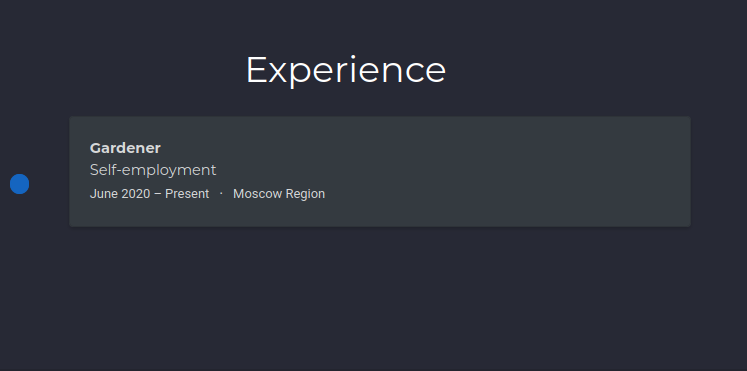 Experience
Gardener
Self-employment
June 2020 – Present · Moscow Region